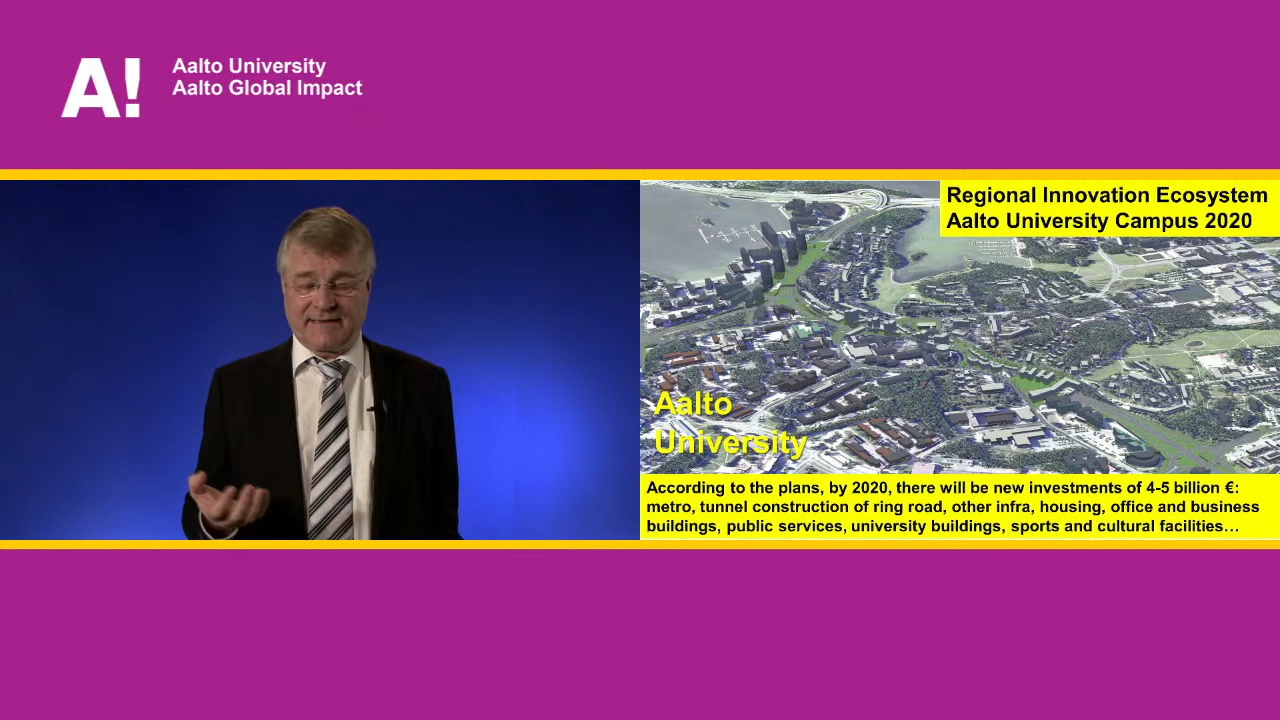 A!
Aalto University
Aalto Global Impact
Regional Innovation Ecosystem
Aalto University Campus 2020
Aalto
University
According to the plans, by 2020, there will be new investments of 4-5 billion €:
metro, tunnel construction of ring road, other infra, housing, office and business
buildings, public services, university buildings, sports and cultural facilities…